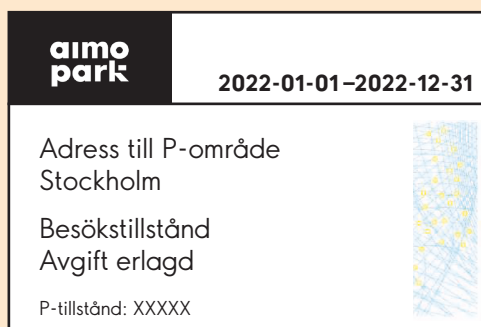 aimo
park
2022-01-01–2022-12-31
Adress till P-område
Stockholm
Besökstillstånd
Avgift erlagd
P-tillstånd: XXXXX